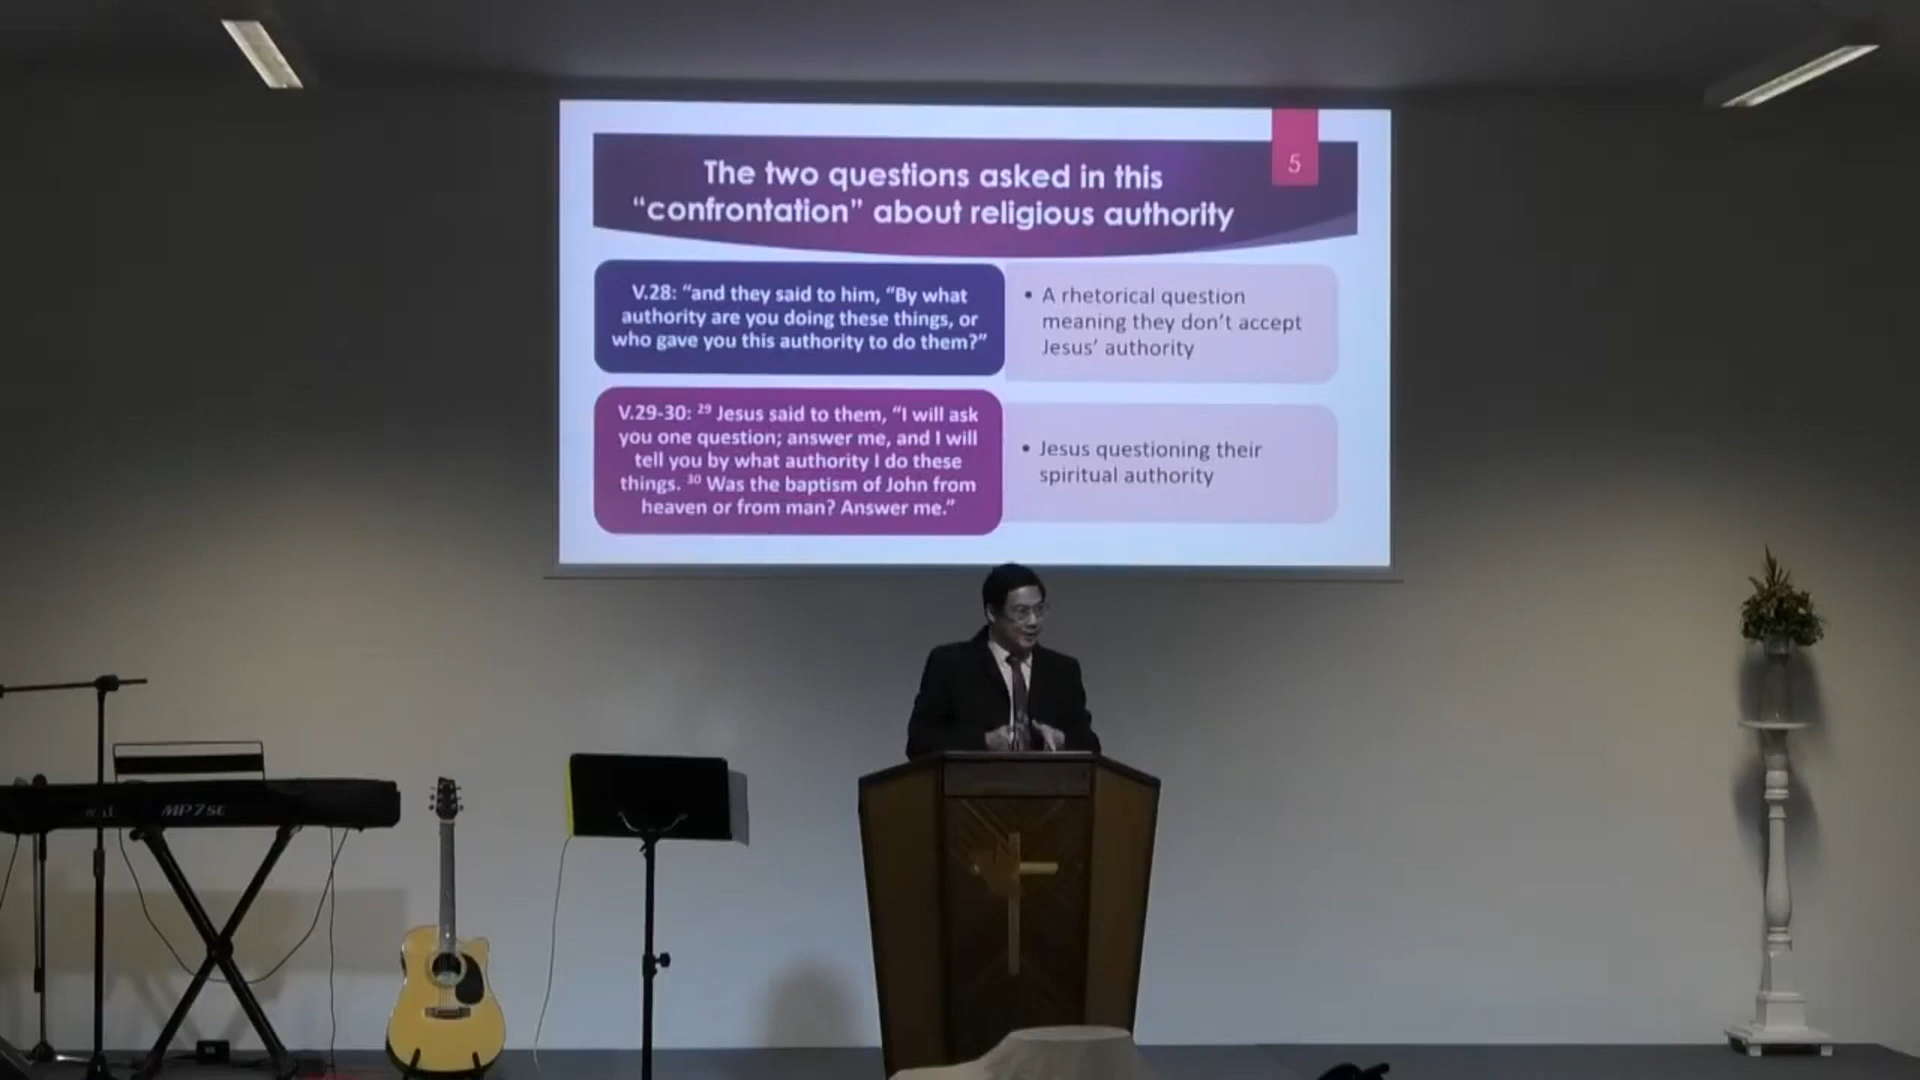 5
The two questions asked in this
“confrontation” about religious authority
V.28: “and they said to him, “By what
authority are you doing these things, or
who gave you this authority to do them?”
• A rhetorical question
meaning they don’t accept
Jesus’ authority
V.29-30: ²⁹ Jesus said to them, “I will ask
you one question; answer me, and I will
tell you by what authority I do these
things. ³⁰ Was the baptism of John from
heaven or from man? Answer me.”
• Jesus questioning their
spiritual authority
MP7SE